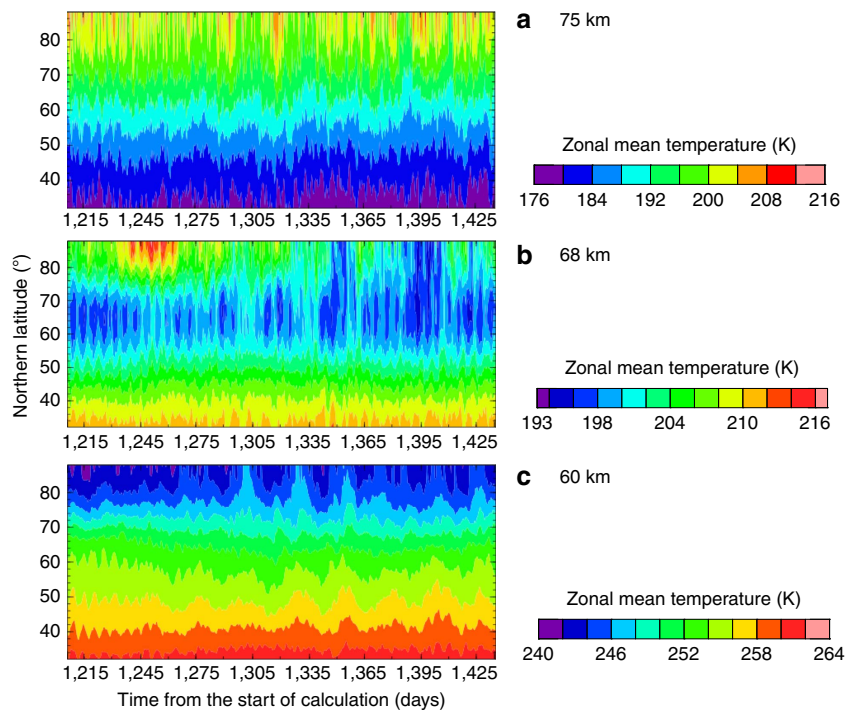 a 75 km
80
70
60
50
40
1,215 1,245 1,275 1,305 1,335 1,365 1,395 1,425
Zonal mean temperature (K)
176 184 192 200 208 216
b 68 km
80
70
60
50
40
1,215 1,245 1,275 1,305 1,335 1,365 1,395 1,425
Northern latitude (°)
Zonal mean temperature (K)
193 198 204 210 216
c 60 km
80
70
60
50
40
1,215 1,245 1,275 1,305 1,335 1,365 1,395 1,425
Time from the start of calculation (days)
Zonal mean temperature (K)
240 246 252 258 264